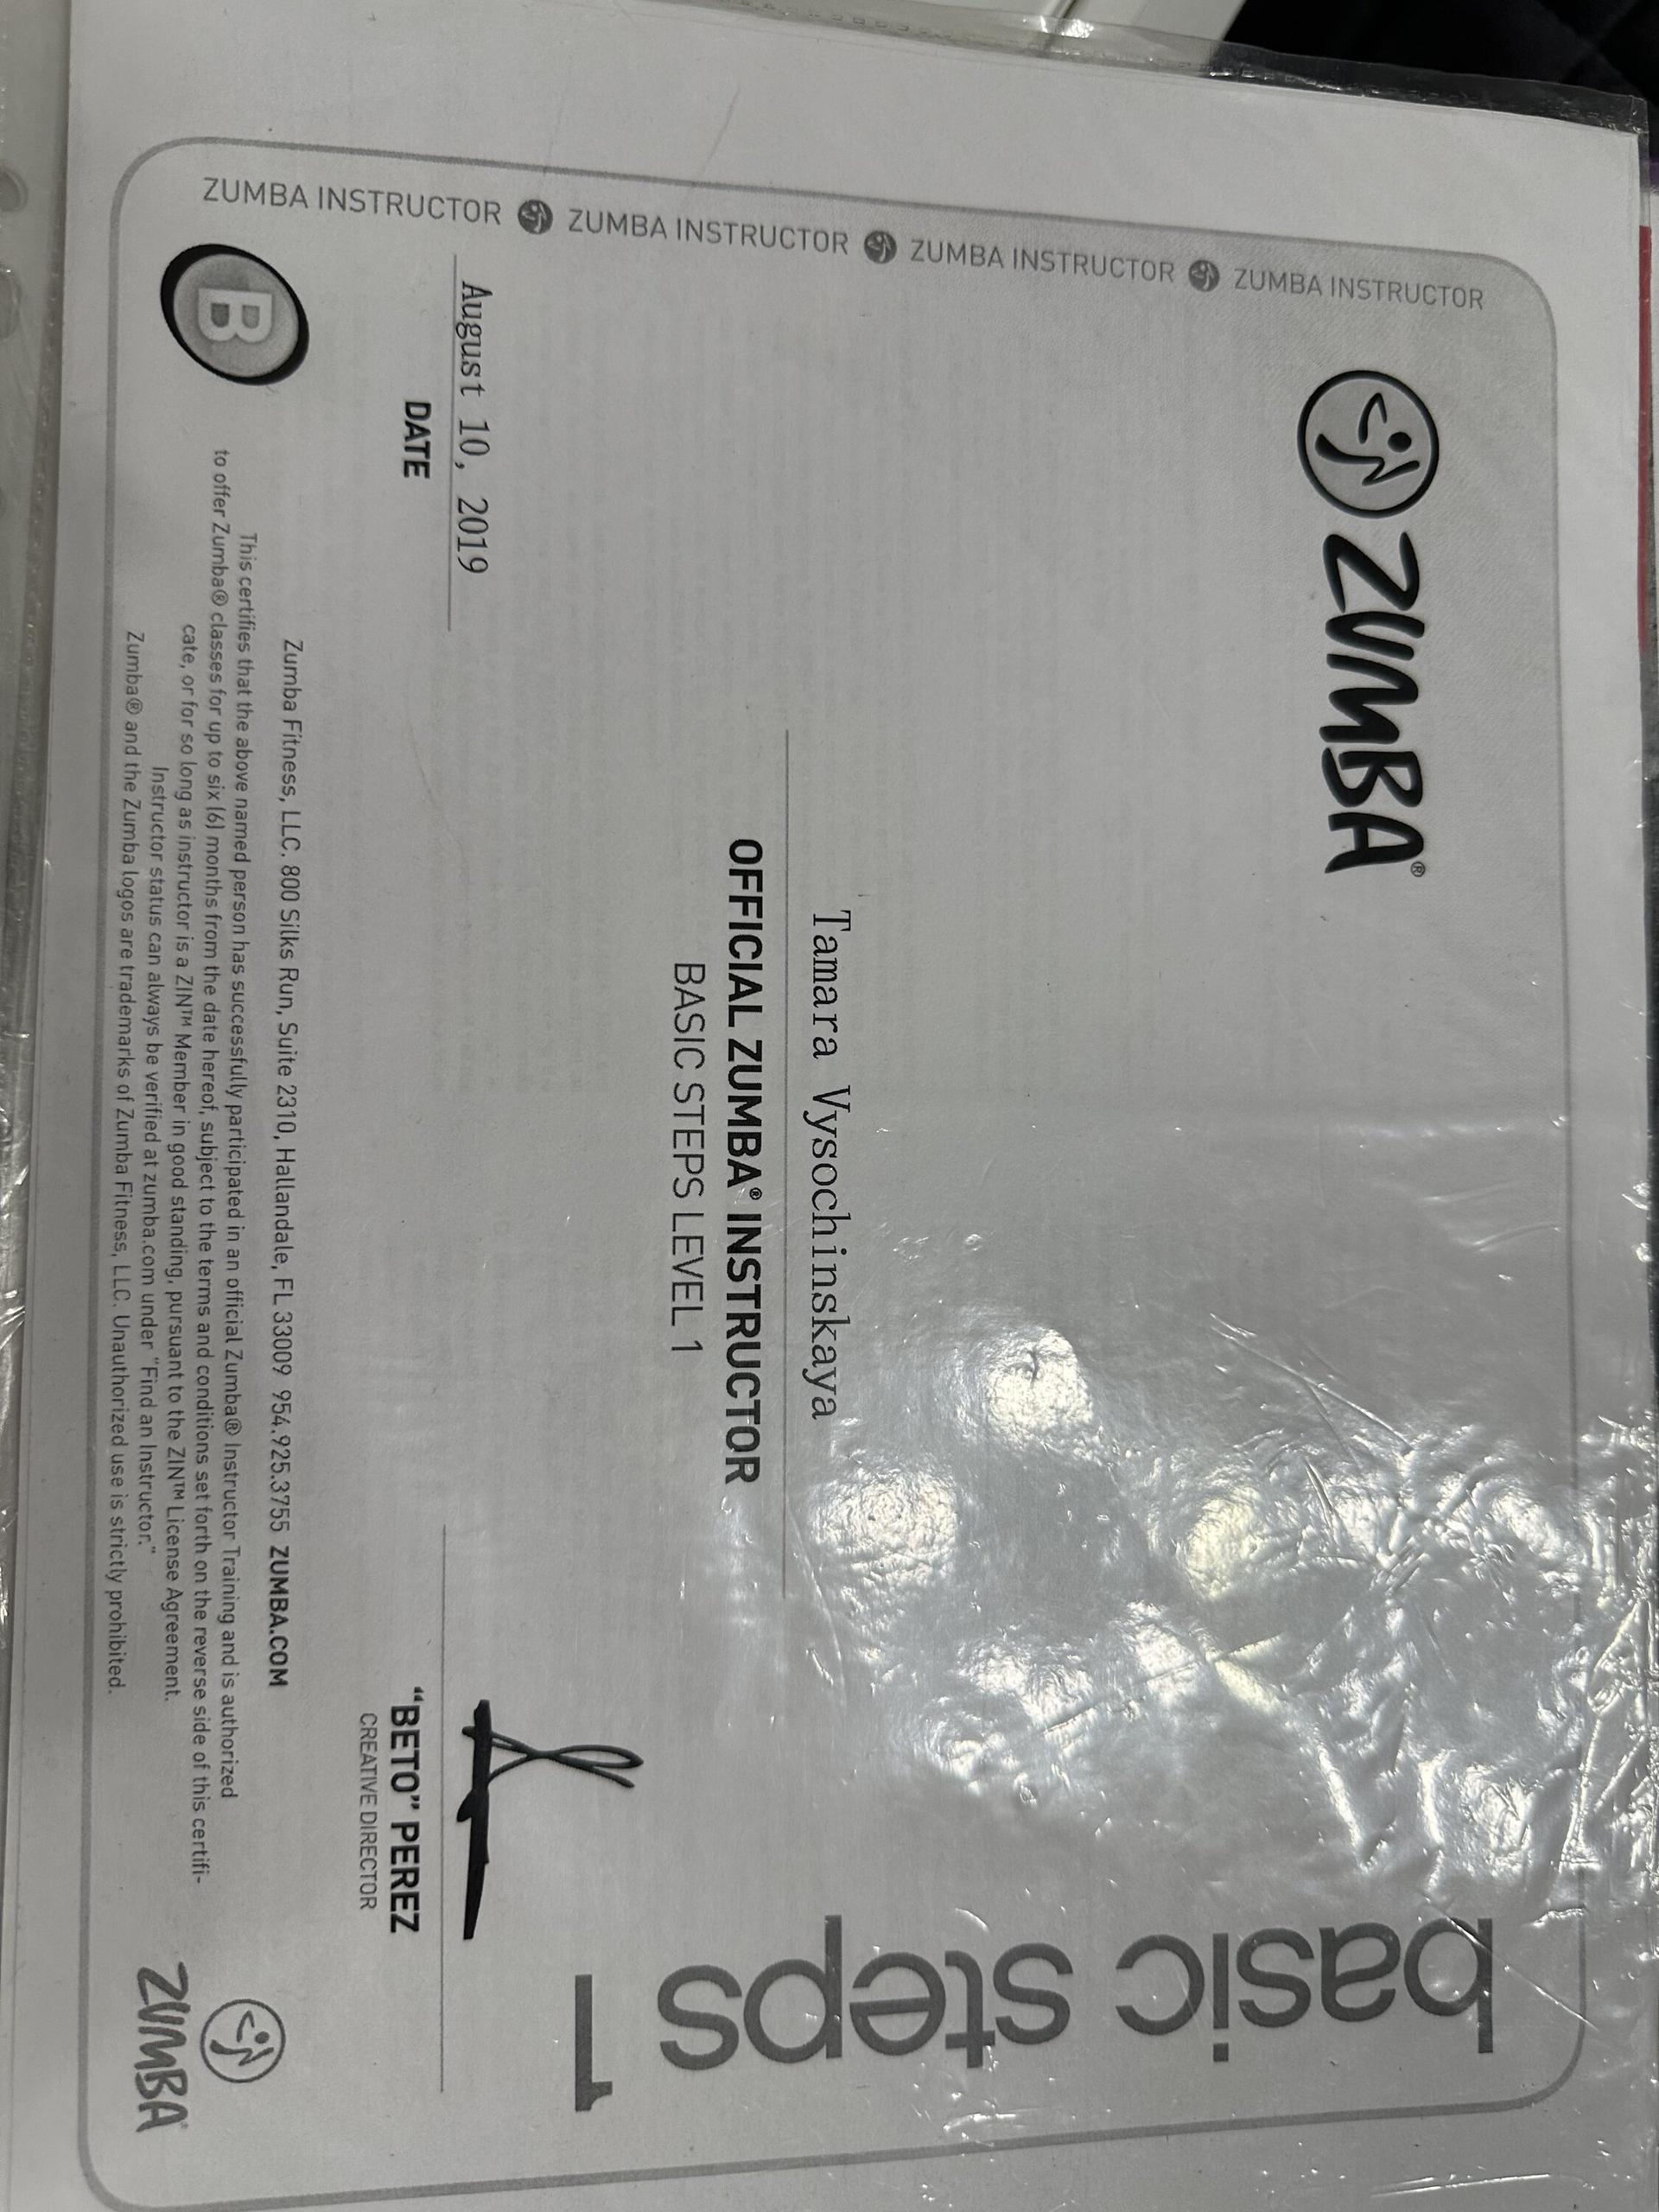 ZUMBA INSTRUCTOR ZUMBA INSTRUCTOR ZUMBA INSTRUCTOR ZUMBA INSTRUCTOR
ZUMBA®
basic steps 1
Tamara Vysochinskaya
OFFICIAL ZUMBA® INSTRUCTOR
BASIC STEPS LEVEL 1
August 10, 2019
DATE
"BETO" PEREZ
CREATIVE DIRECTOR
B
Zumba Fitness, LLC. 800 Silks Run, Suite 2310, Hallandale, FL 33009 954.925.3755 ZUMBA.COM
This certifies that the above named person has successfully participated in an official Zumba® Instructor Training and is authorized
to offer Zumba® classes for up to six (6) months from the date hereof, subject to the terms and conditions set forth on the reverse side of this certifi-
cate, or for so long as instructor is a ZIN™ Member in good standing, pursuant to the ZIN™ License Agreement.
Instructor status can always be verified at zumba.com under "Find an Instructor."
Zumba® and the Zumba logos are trademarks of Zumba Fitness, LLC. Unauthorized use is strictly prohibited.
ZUMBA®